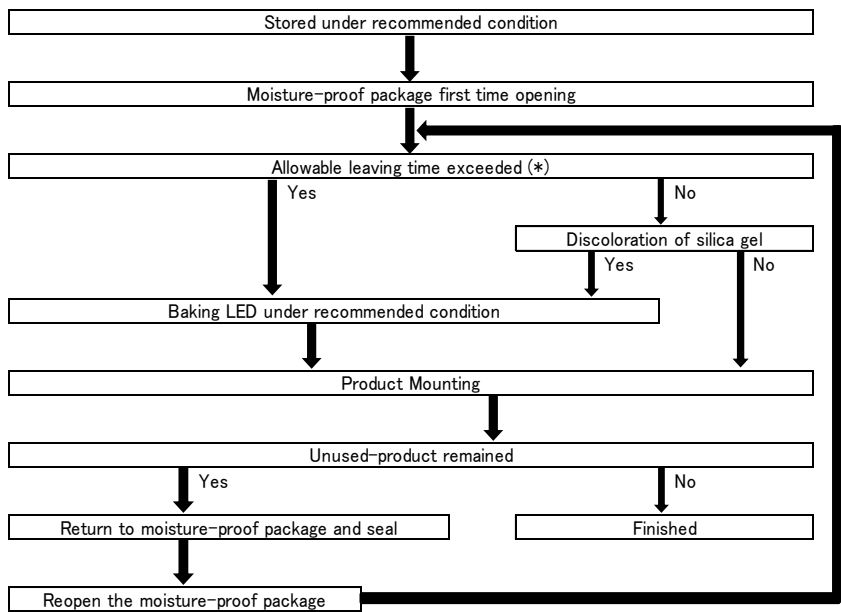 Stored under recommended condition
Moisture-proof package first time opening
Allowable leaving time exceeded (*)
Yes
No
Discoloration of silica gel
Yes
No
Baking LED under recommended condition
Product Mounting
Unused-product remained
Yes
No
Return to moisture-proof package and seal
Finished
Reopen the moisture-proof package